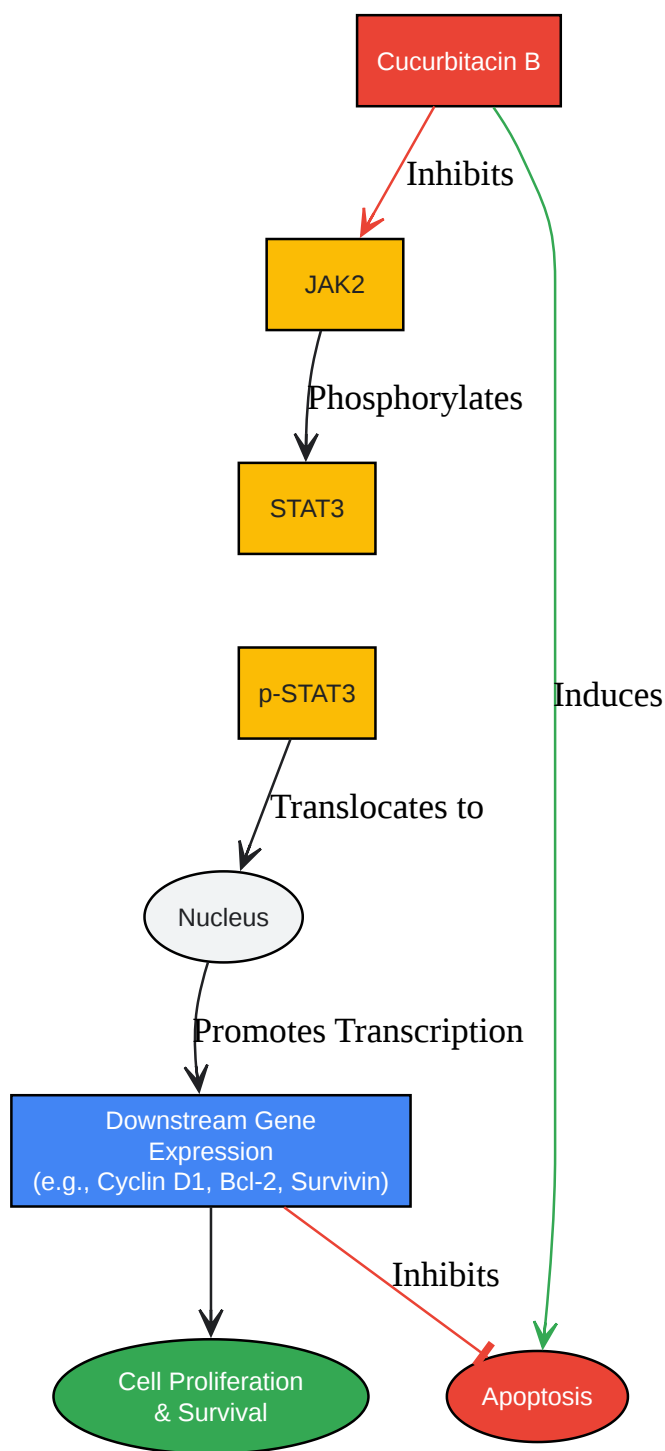 Cucurbitacin B
Inhibits
JAK2
Phosphorylates
STAT3
p-STAT3
Induces
Translocates to
Nucleus
Promotes Transcription
Downstream Gene
Expression
(e.g., Cyclin D1, Bcl-2, Survivin)
Inhibits
Cell Proliferation
& Survival
Apoptosis